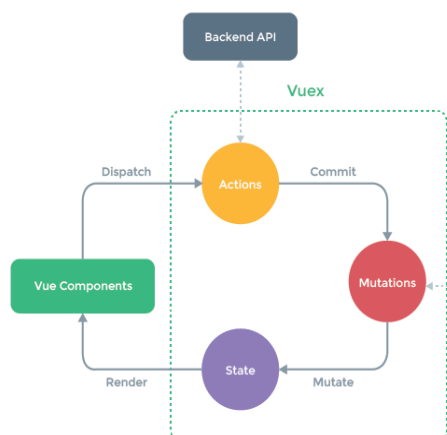 Backend API
Vuex
Dispatch
Commit
Actions
Vue Components
Mutations
State
Render
Mutate